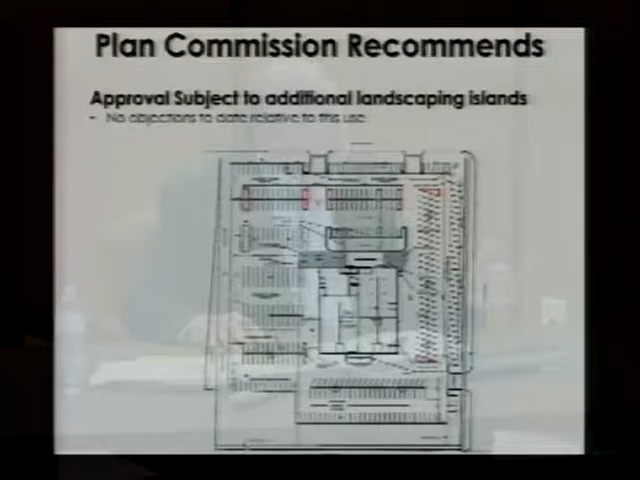 Plan Commission Recommends
Approval Subject to additional landscaping islands
- No objections to date relative to this use